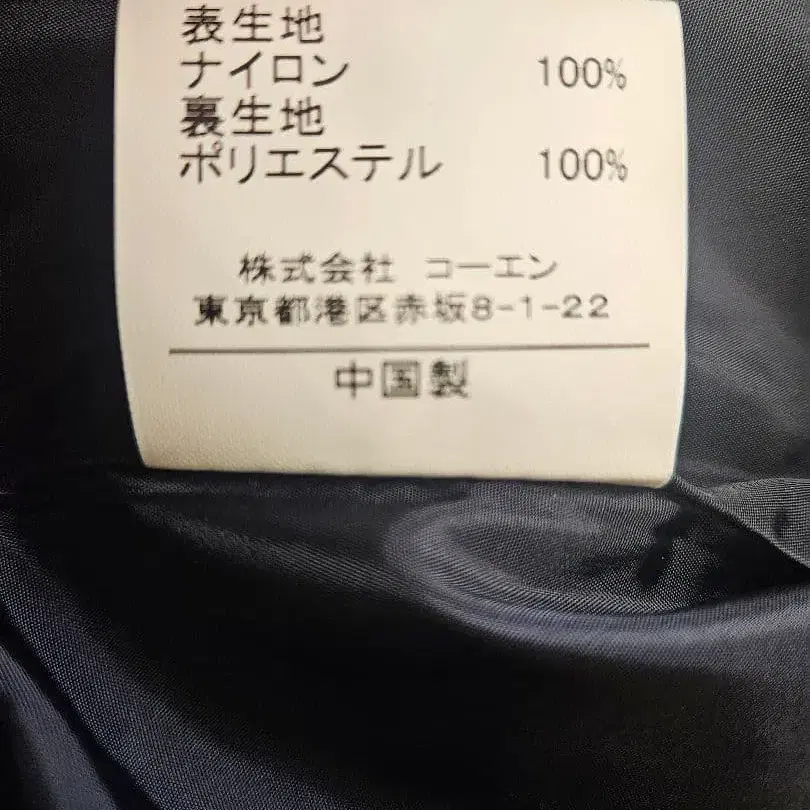 表生地
ナイロン 100%
裏生地
ポリエステル 100%
株式会社 コーエン
東京都港区赤坂8-1-22
中国製